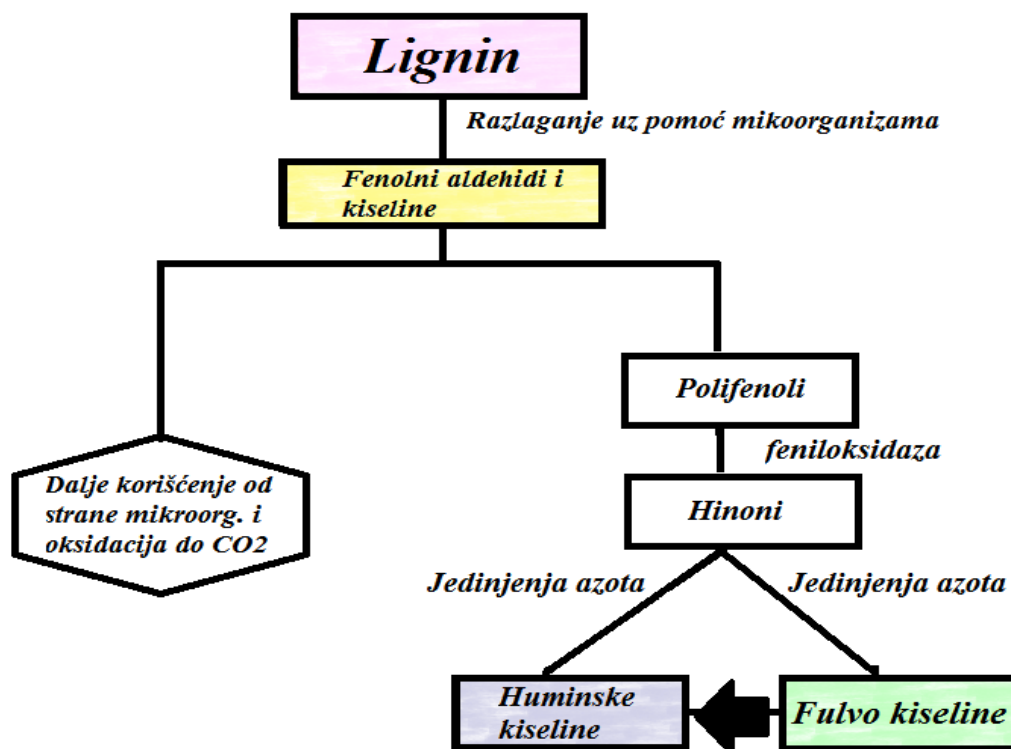 Lignin
Razlaganje uz pomoć mikoorganizama
Fenolni aldehidi i
kiseline
Polifenoli
feniloksidaza
Dalje korišćenje od
strane mikroorg. i
oksidacija do CO2
Hinoni
Jedinjenja azota
Jedinjenja azota
Huminske
kiseline
Fulvo kiseline